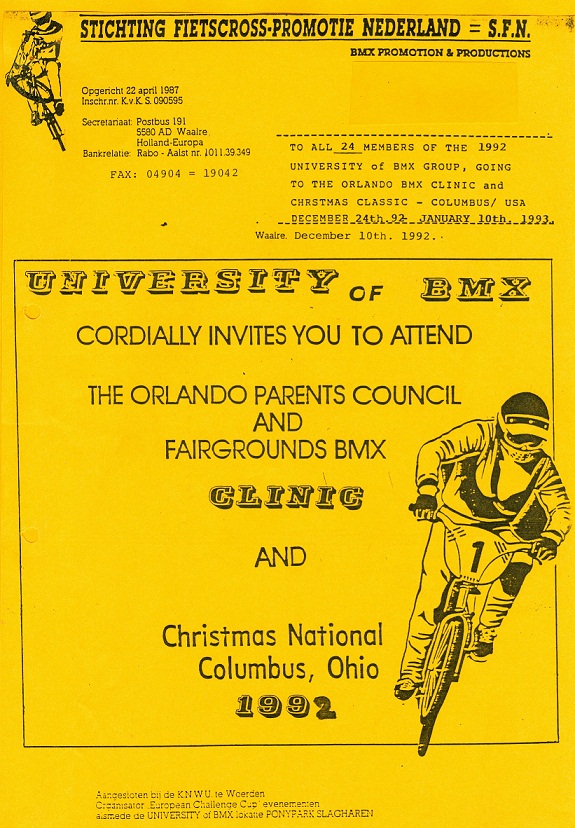 STICHTING FIETSCROSS-PROMOTIE NEDERLAND = S.F.N.
BMX PROMOTION & PRODUCTIONS
Opgericht 22 april 1987
Inschr.nr. K.v.K. S. 090595
Secretariaat: Postbus 191
5580 AD Waalre
Holland-Europa
Bankrelatie: Rabo - Aalst nr. 1011.39.349
FAX: 04904 = 19042
TO ALL 24 MEMBERS OF THE 1992
UNIVERSITY of BMX GROUP, GOING
TO THE ORLANDO BMX CLINIC and
CHRSTMAS CLASSIC - COLUMBUS/ USA
DECEMBER 24th.92 JANUARY 10th. 1993.
Waalre, December 10th. 1992.
UNIVERSITY OF BMX
CORDIALLY INVITES YOU TO ATTEND
THE ORLANDO PARENTS COUNCIL
AND
FAIRGROUNDS BMX
CLINIC
AND
1
Christmas National
Columbus, Ohio
1992
Aangesloten bij de K.N.W.U. te Woerden
Organisator 'European Challenge Cup' evenementen
alsmede de UNIVERSITY of BMX lokatie PONYPARK SLAGHAREN